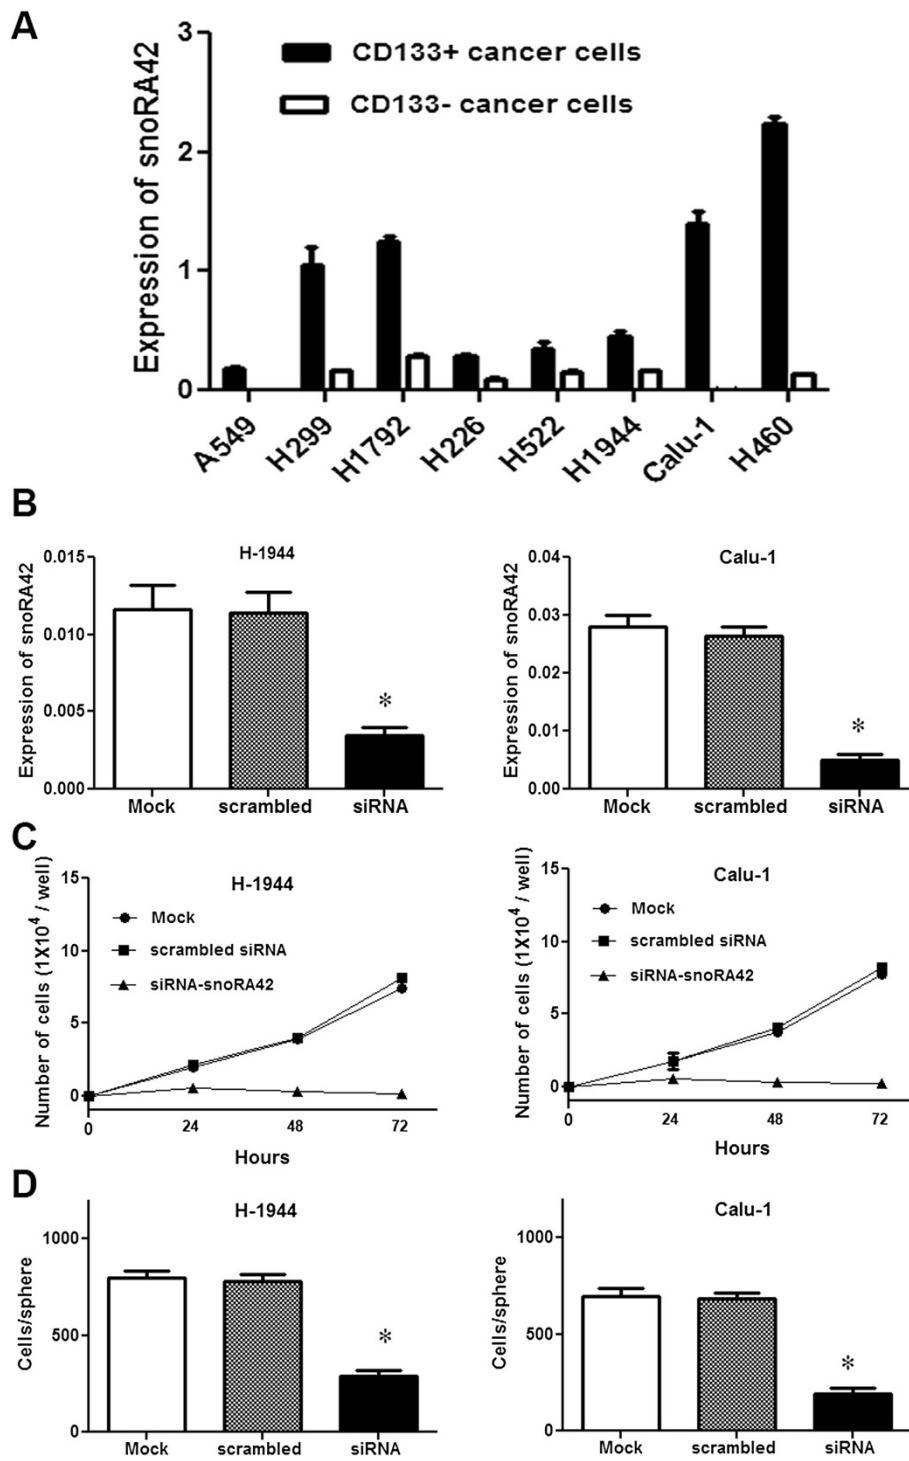 A
Expression of snoRA42
3
2
1
0
CD133+ cancer cells
CD133- cancer cells
A549
H299
H1792
H226
H522
H1944
Calu-1
H460
B
H-1944
Expression of snoRA42
0.015
0.010
0.005
0.000
*
Mock
scrambled
siRNA
Calu-1
Expression of snoRA42
0.04
0.03
0.02
0.01
0.00
*
Mock
scrambled
siRNA
C
H-1944
Number of cells (1X10⁴ / well)
15
10
5
0
Mock
scrambled siRNA
siRNA-snoRA42
0
24
48
72
Hours
Calu-1
Number of cells (1X10⁴ / well)
15
10
5
0
Mock
scrambled siRNA
siRNA-snoRA42
0
24
48
72
Hours
D
H-1944
Cells/sphere
1000
500
0
*
Mock
scrambled
siRNA
Calu-1
Cells/sphere
1000
500
0
*
Mock
scrambled
siRNA